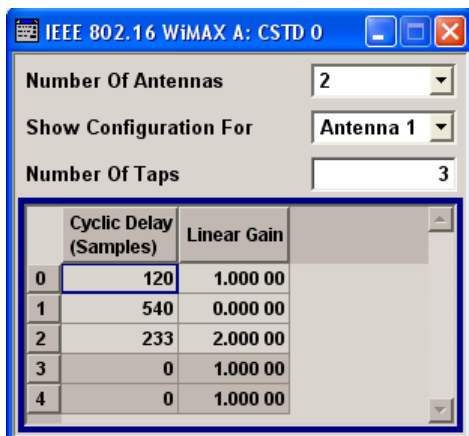 IEEE 802.16 WiMAX A: CSTD 0
Number Of Antennas 2
Show Configuration For Antenna 1
Number Of Taps 3
Cyclic Delay (Samples) Linear Gain
0 120 1.000 00
1 540 0.000 00
2 233 2.000 00
3 0 1.000 00
4 0 1.000 00